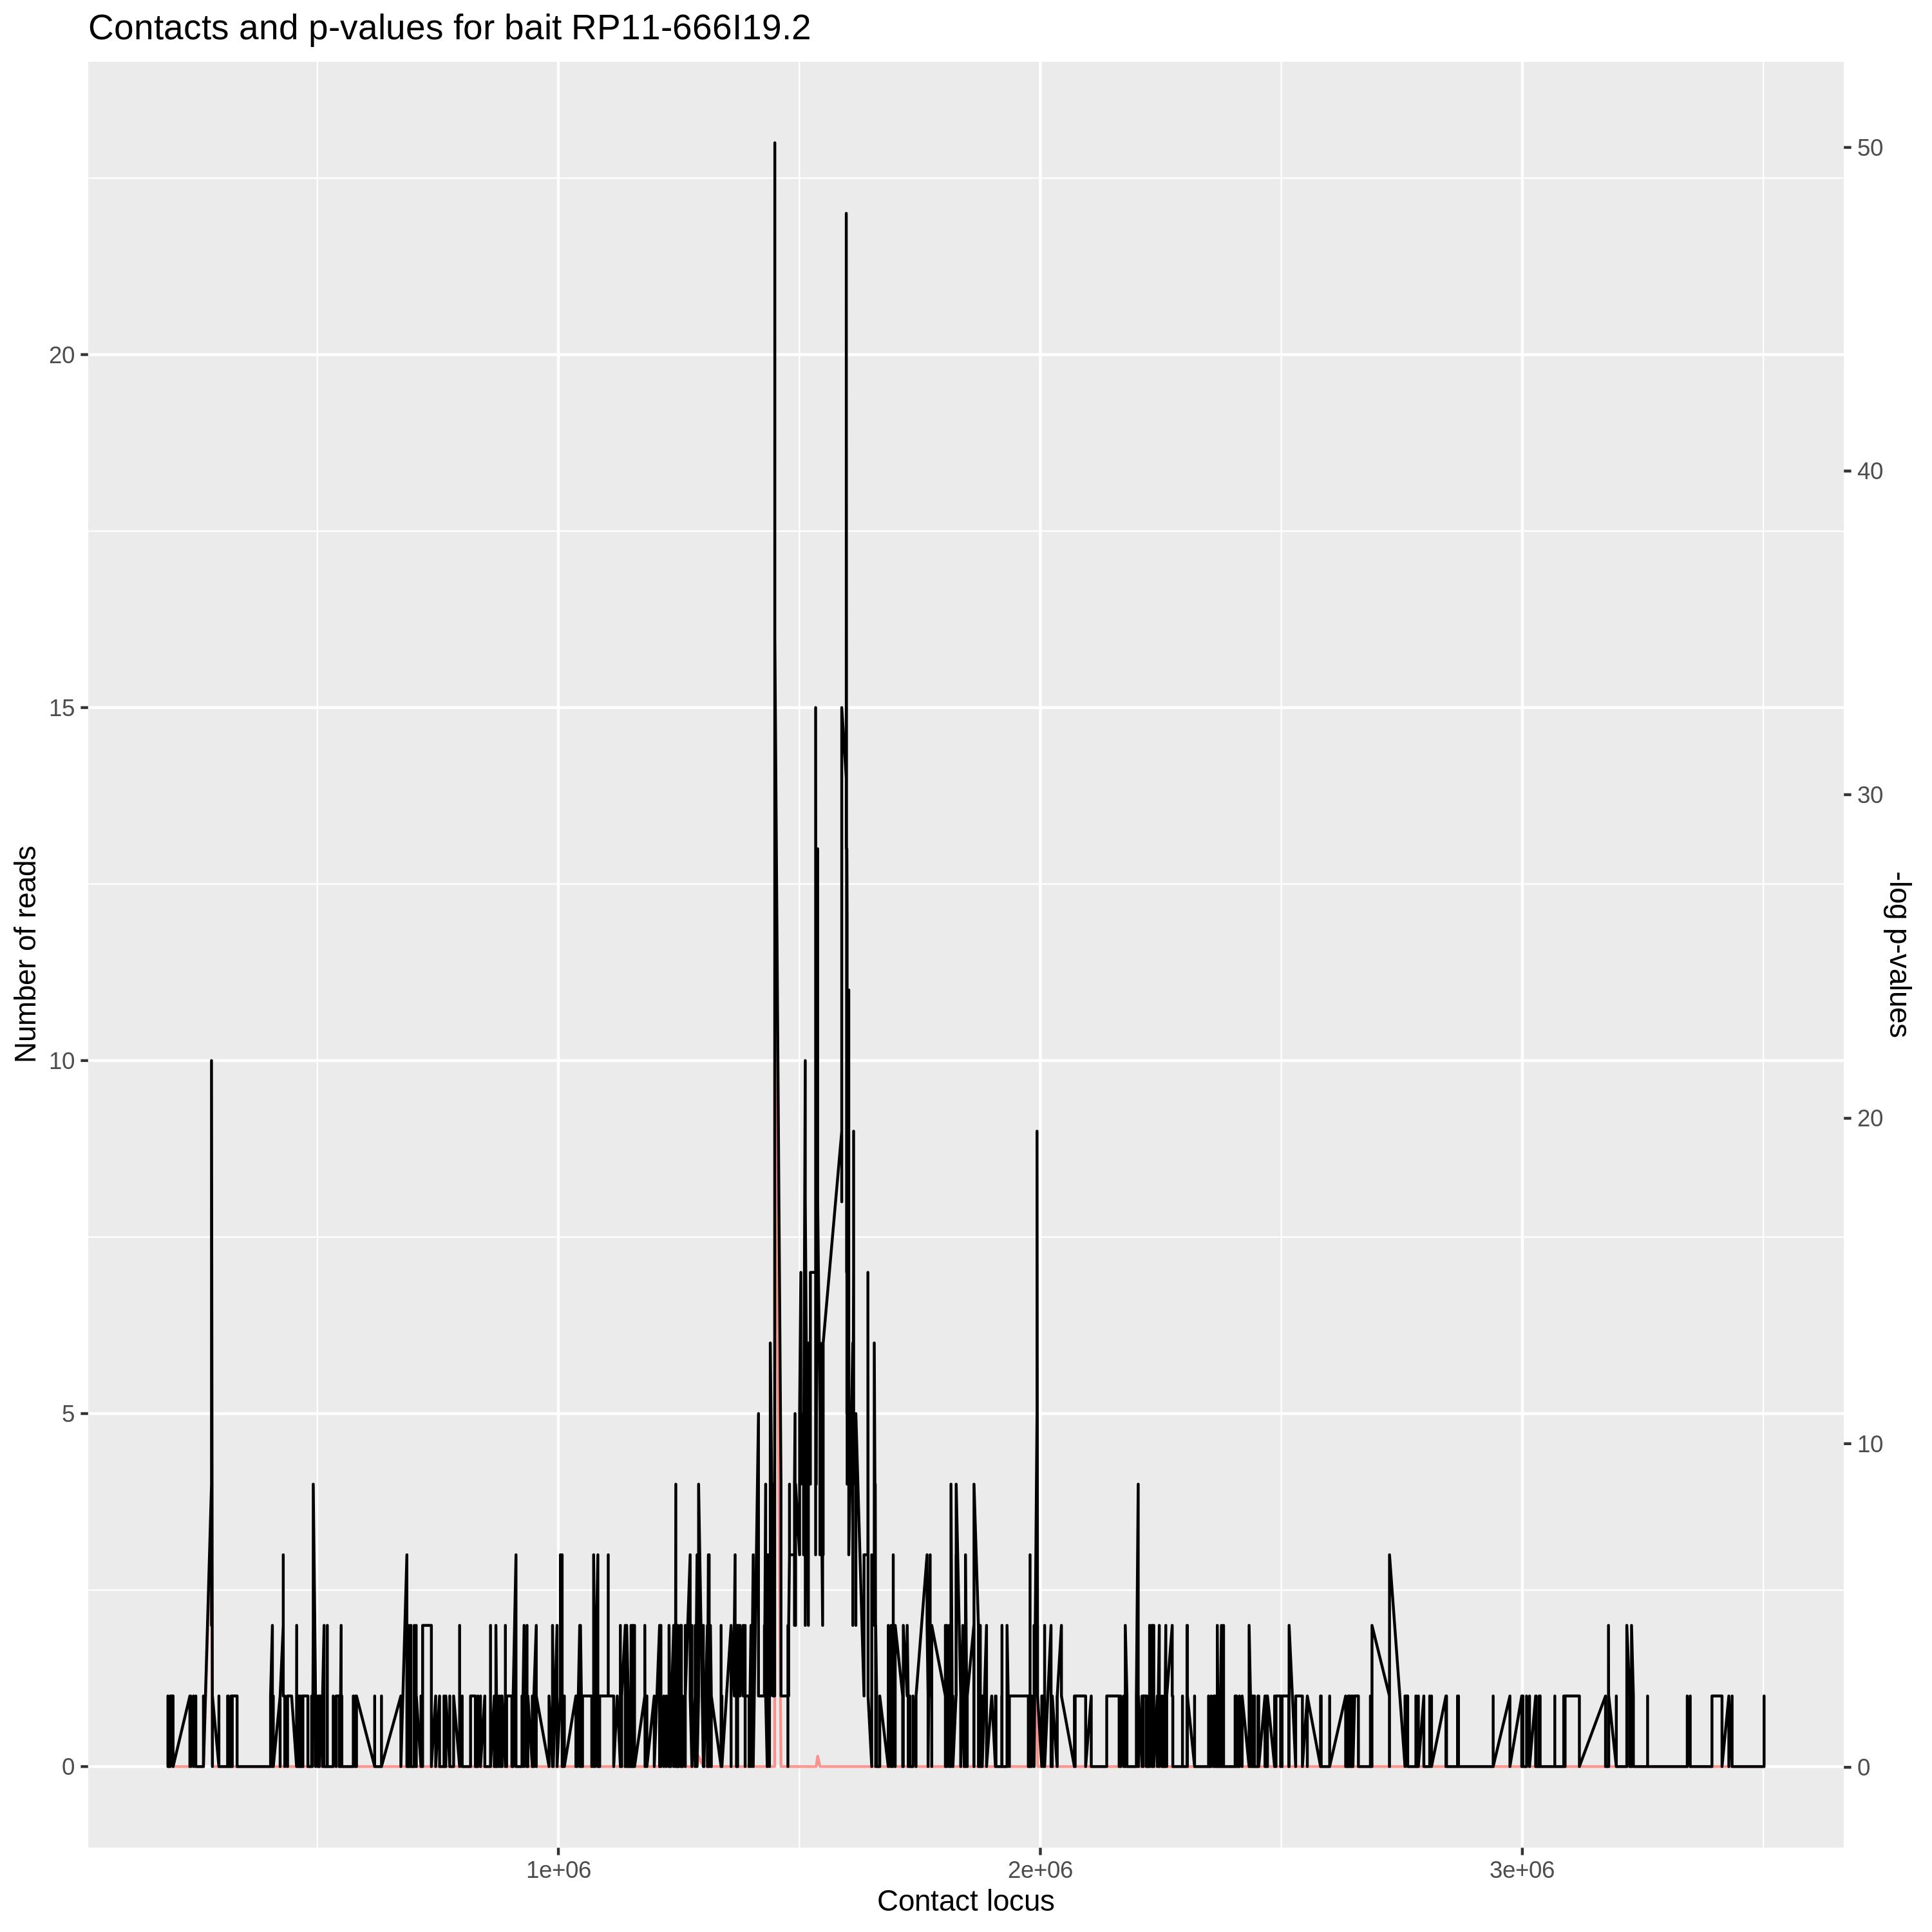 Contacts and p-values for bait RP11-666I19.2
Number of reads
20
15
10
5
0
50
40
30
20
10
0
-log p-values
1e+06 2e+06 3e+06
Contact locus